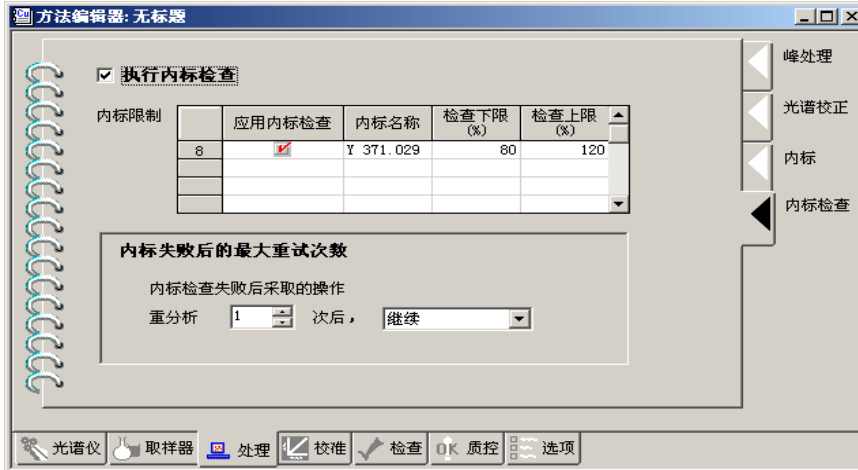 方法编辑器: 无标题
执行内标检查
内标限制
应用内标检查 内标名称 检查下限(%) 检查上限(%)
8 Y 371.029 80 120
内标失败后的最大重试次数
内标检查失败后采取的操作
重分析 1 次后， 继续
峰处理
光谱校正
内标
内标检查
光谱仪 取样器 处理 校准 检查 OK 质控 选项